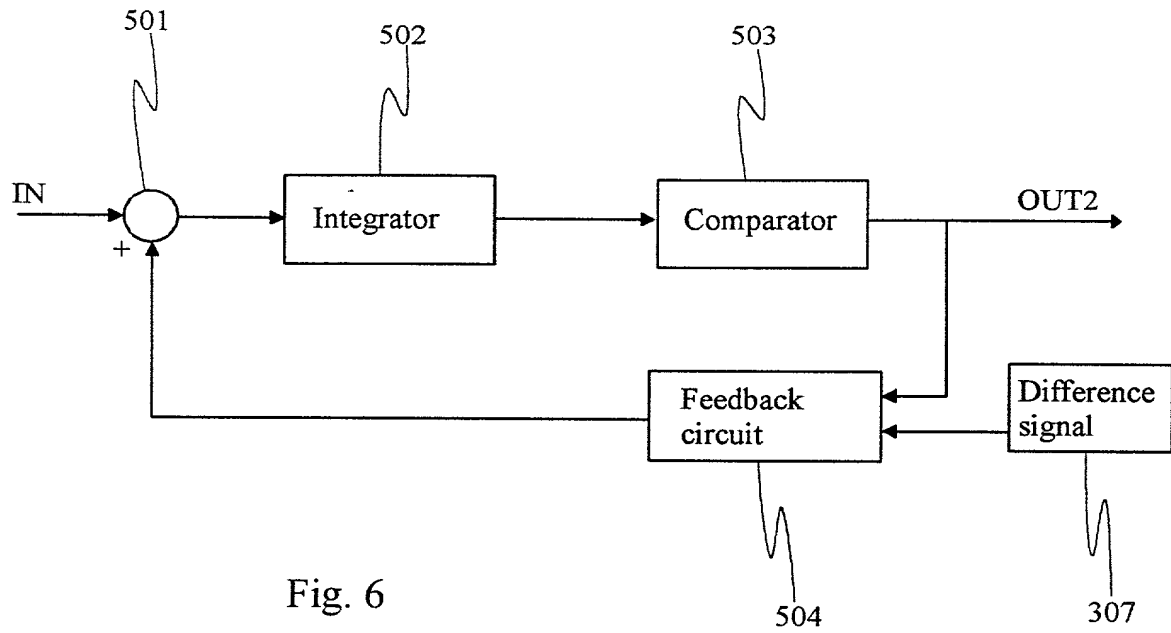 501
502
503
IN
+
Integrator
Comparator
OUT2
Feedback
circuit
Difference
signal
Fig. 6
504
307